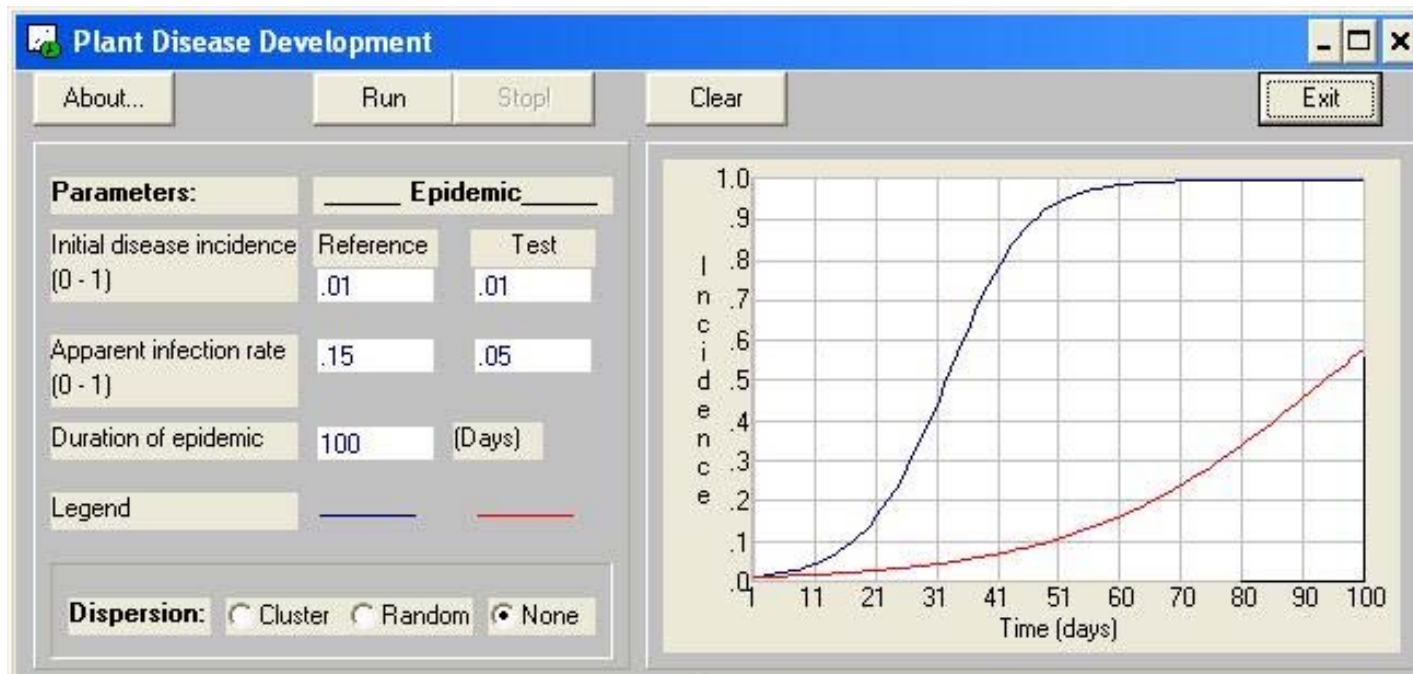 Plant Disease Development
About... Run Stop! Clear Exit
Parameters: _____ Epidemic_____
Initial disease incidence Reference Test
(0 - 1) .01 .01
Apparent infection rate .15 .05
(0 - 1)
Duration of epidemic 100 (Days)
Legend
Dispersion: Cluster Random None
1.0
.9
.8
.7
.6
.5
.4
.3
.2
.1
.0
Incidence
1 11 21 31 41 51 60 70 80 90 100
Time (days)